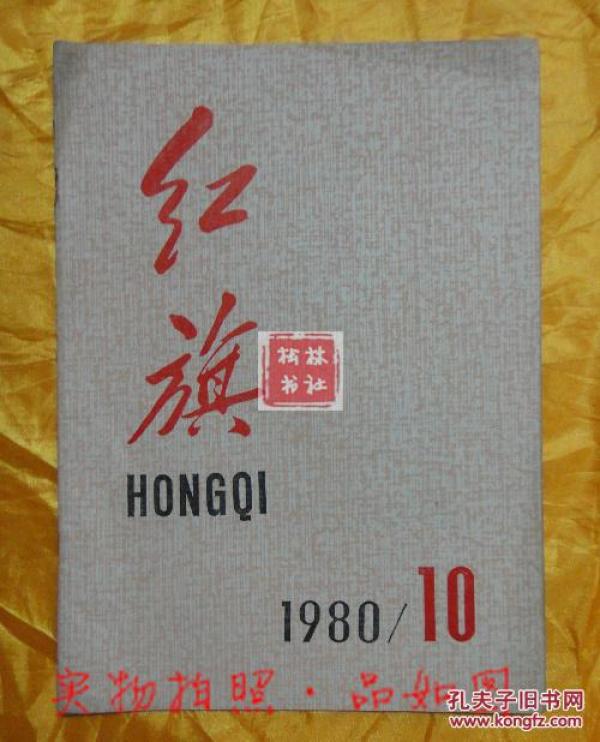 红
旗
松林
书社
HONGQI
1980/10
实物拍照·品如图
孔夫子旧书网
www.kongfz.com